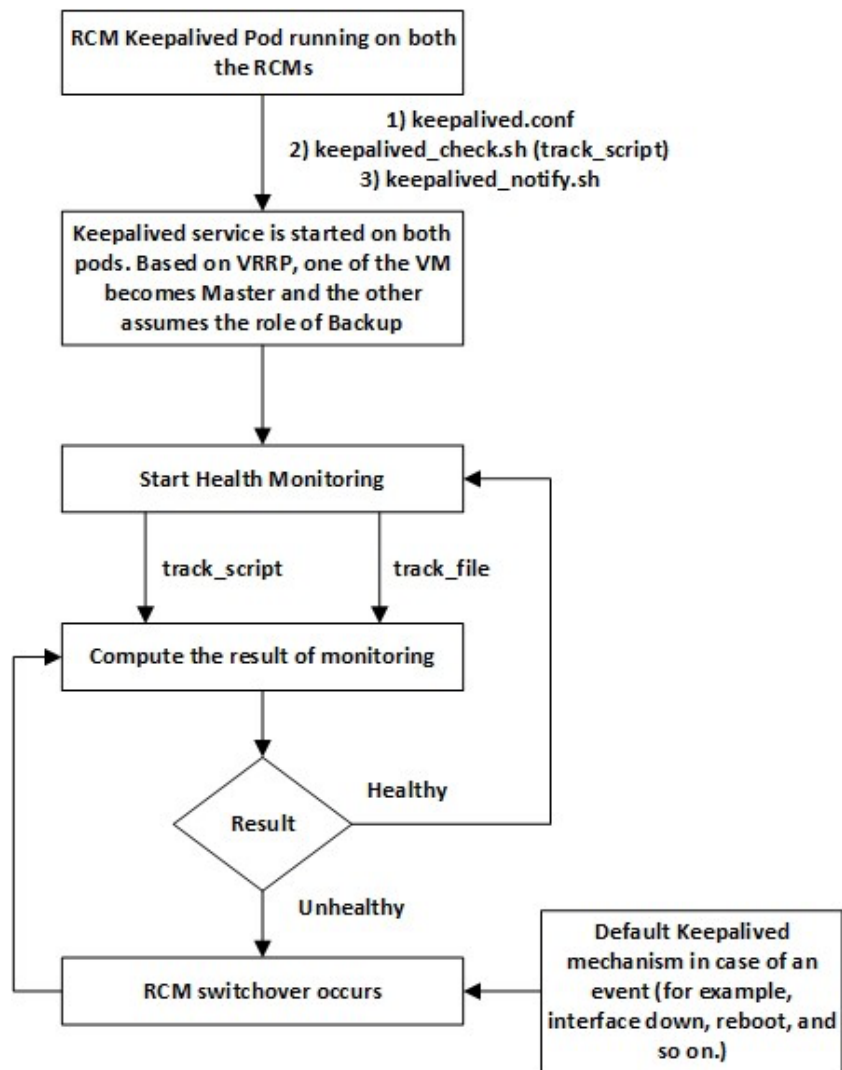 RCM Keepalived Pod running on both
the RCMs
1) keepalived.conf
2) keepalived_check.sh (track_script)
3) keepalived_notify.sh
Keepalived service is started on both
pods. Based on VRRP, one of the VM
becomes Master and the other
assumes the role of Backup
Start Health Monitoring
track_script
track_file
Compute the result of monitoring
Result
Healthy
Unhealthy
RCM switchover occurs
Default Keepalived
mechanism in case of an
event (for example,
interface down, reboot, and
so on.)